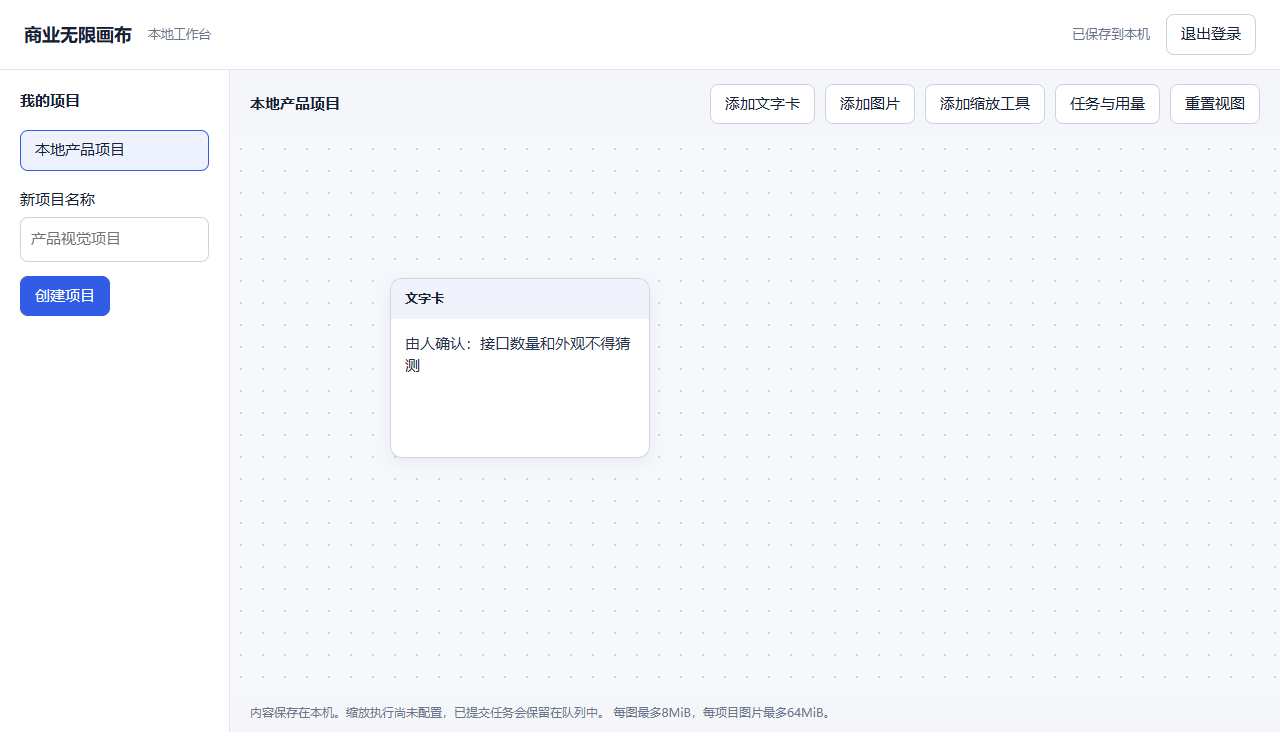 商业无限画布 本地工作台 已保存到本机 退出登录
我的项目
本地产品项目
新项目名称
产品视觉项目
创建项目
本地产品项目 添加文字卡 添加图片 添加缩放工具 任务与用量 重置视图
文字卡
由人确认：接口数量和外观不得猜
测
内容保存在本机。缩放执行尚未配置，已提交任务会保留在队列中。 每图最多8MiB，每项目图片最多64MiB。